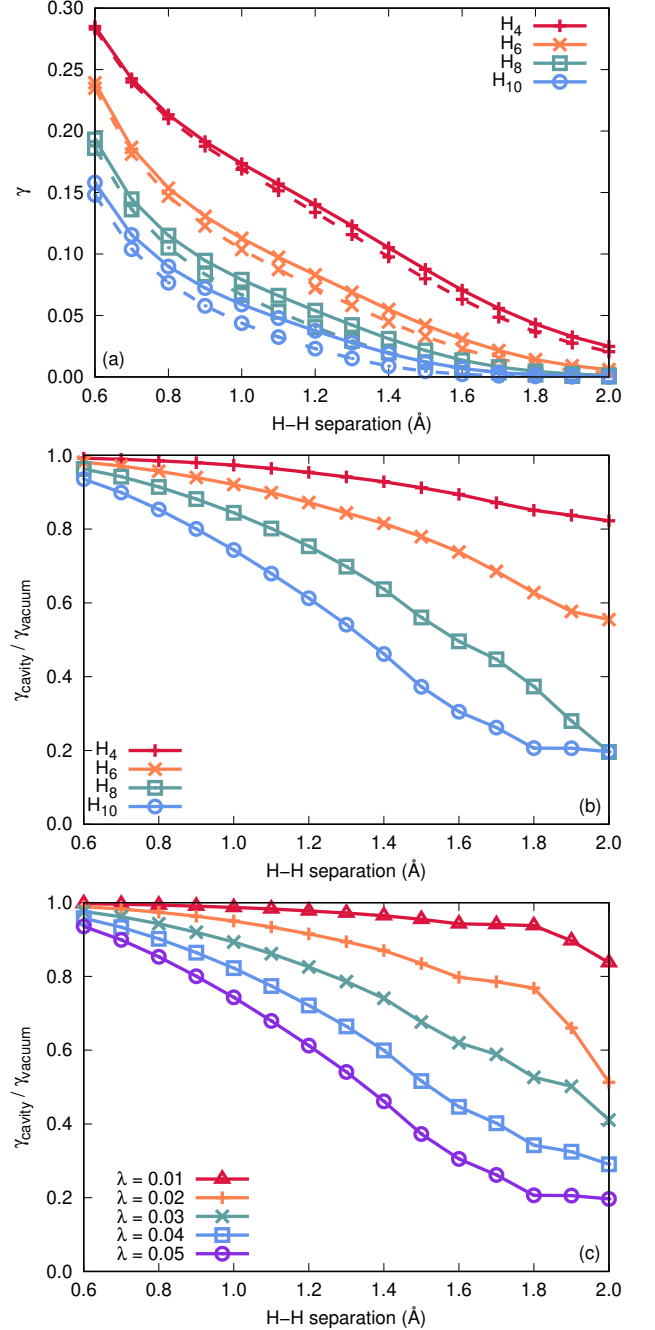 0.30
0.25
0.20
0.15
0.10
0.05
0.00
γ
H4
H6
H8
H10
(a)
0.6 0.8 1.0 1.2 1.4 1.6 1.8 2.0
H−H separation (Å)
1.0
0.8
0.6
0.4
0.2
0.0
γcavity / γvacuum
H4
H6
H8
H10
(b)
0.6 0.8 1.0 1.2 1.4 1.6 1.8 2.0
H−H separation (Å)
1.0
0.8
0.6
0.4
0.2
0.0
γcavity / γvacuum
λ = 0.01
λ = 0.02
λ = 0.03
λ = 0.04
λ = 0.05
(c)
0.6 0.8 1.0 1.2 1.4 1.6 1.8 2.0
H−H separation (Å)